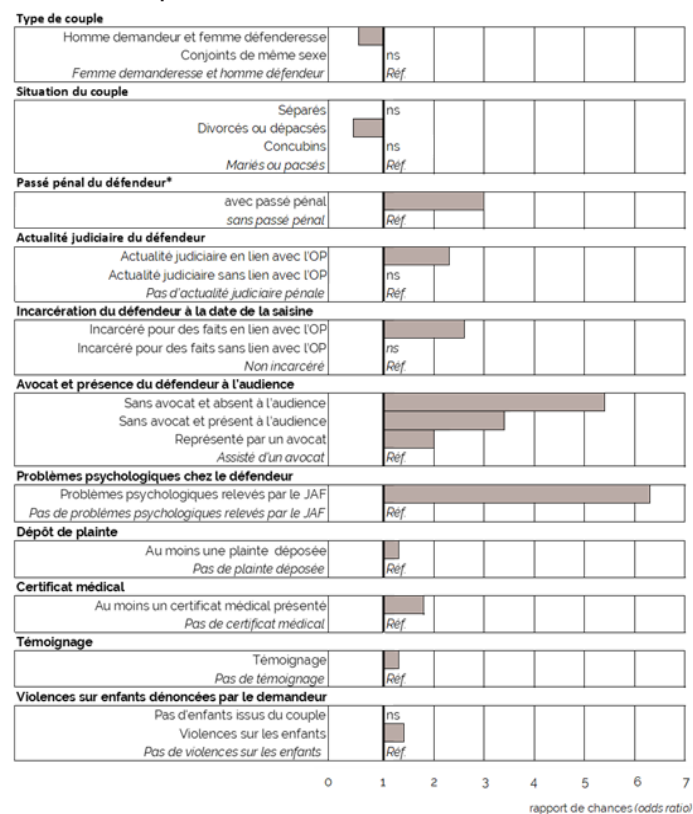 Type de couple
Homme demandeur et femme défenderesse
Conjoints de même sexe ns
Femme demanderesse et homme défendeur Réf.
Situation du couple
Séparés ns
Divorcés ou dépacsés
Concubins ns
Mariés ou pacsés Réf.
Passé pénal du défendeur*
avec passé pénal
sans passé pénal Réf.
Actualité judiciaire du défendeur
Actualité judiciaire en lien avec l'OP
Actualité judiciaire sans lien avec l'OP ns
Pas d'actualité judiciaire pénale Réf.
Incarcération du défendeur à la date de la saisine
Incarcéré pour des faits en lien avec l'OP
Incarcéré pour des faits sans lien avec l'OP ns
Non incarcéré Réf.
Avocat et présence du défendeur à l'audience
Sans avocat et absent à l'audience
Sans avocat et présent à l'audience
Représenté par un avocat
Assisté d'un avocat Réf.
Problèmes psychologiques chez le défendeur
Problèmes psychologiques relevés par le JAF
Pas de problèmes psychologiques relevés par le JAF Réf.
Dépôt de plainte
Au moins une plainte déposée
Pas de plainte déposée Réf.
Certificat médical
Au moins un certificat médical présenté
Pas de certificat médical Réf.
Témoignage
Témoignage
Pas de témoignage Réf.
Violences sur enfants dénoncées par le demandeur
Pas d'enfants issus du couple ns
Violences sur les enfants
Pas de violences sur les enfants Réf.
0 1 2 3 4 5 6 7
rapport de chances (odds ratio)